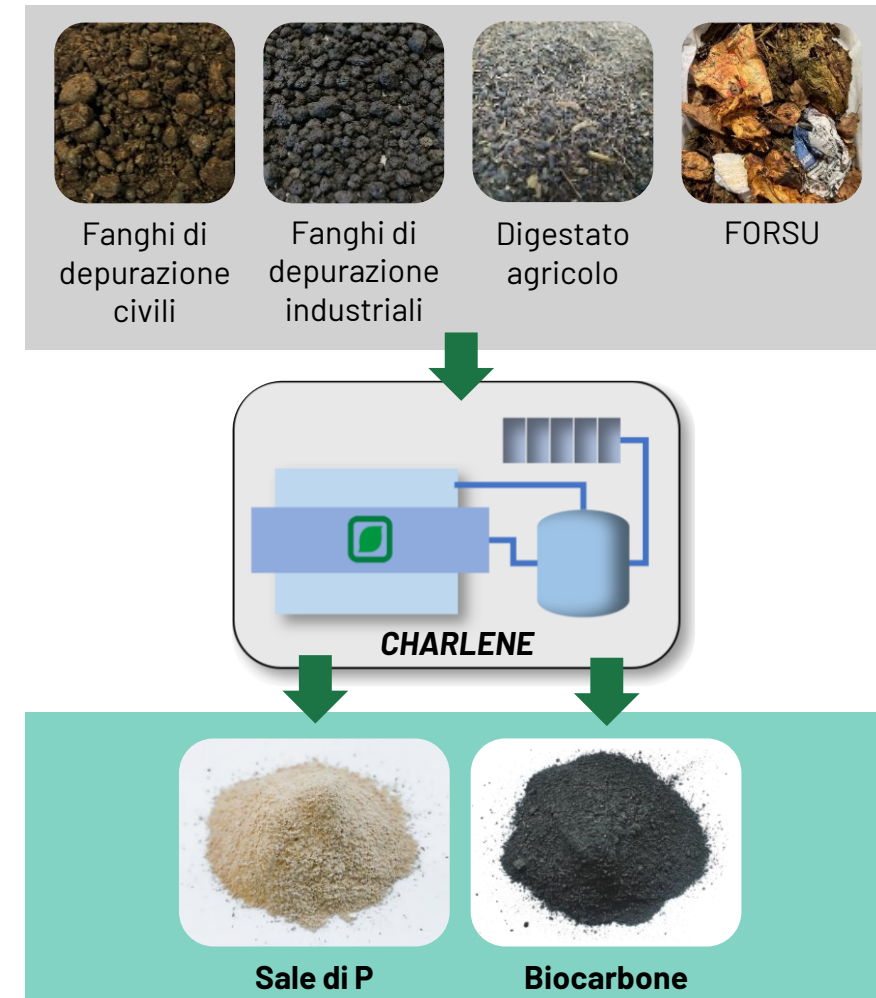 Fanghi di
depurazione
civili
Fanghi di
depurazione
industriali
Digestato
agricolo
FORSU
CHARLENE
Sale di P
Biocarbone